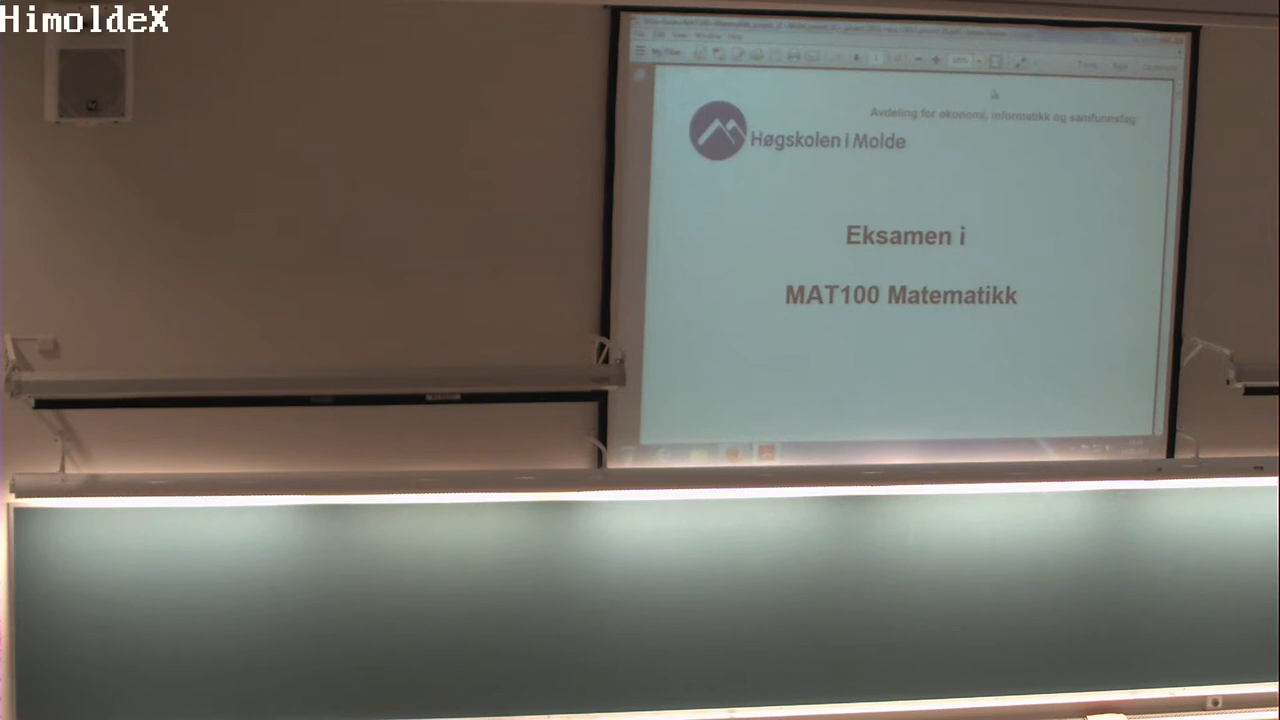 HimoldeX
Avdeling for økonomi, informatikk og samfunnsfag
Høgskolen i Molde
Eksamen i
MAT100 Matematikk